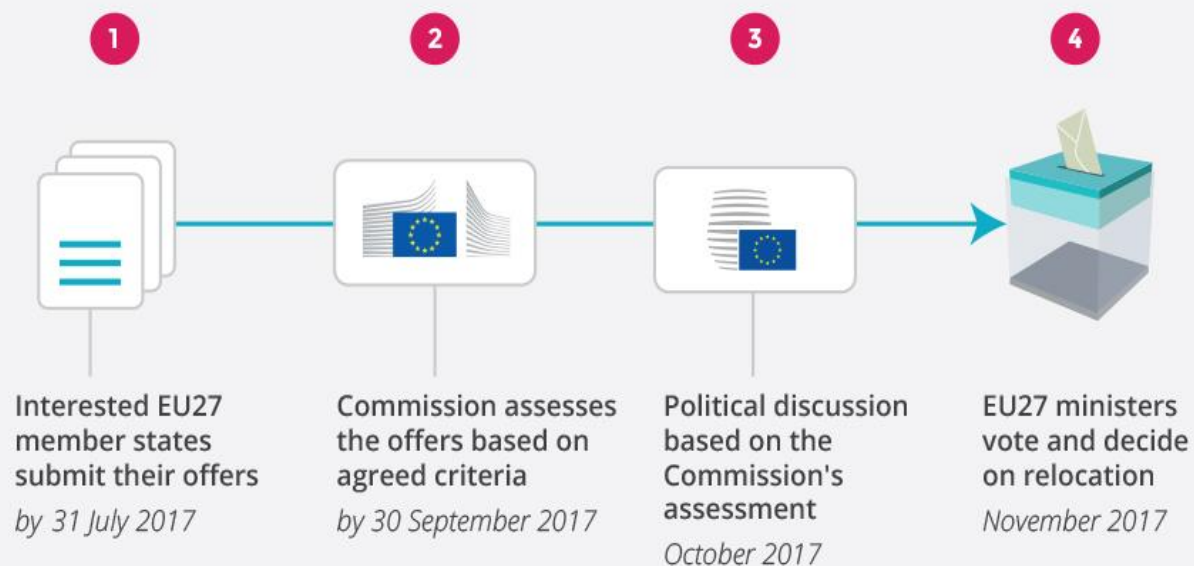 1
2
3
4
Interested EU27
member states
submit their offers
by 31 July 2017
Commission assesses
the offers based on
agreed criteria
by 30 September 2017
Political discussion
based on the
Commission's
assessment
October 2017
EU27 ministers
vote and decide
on relocation
November 2017